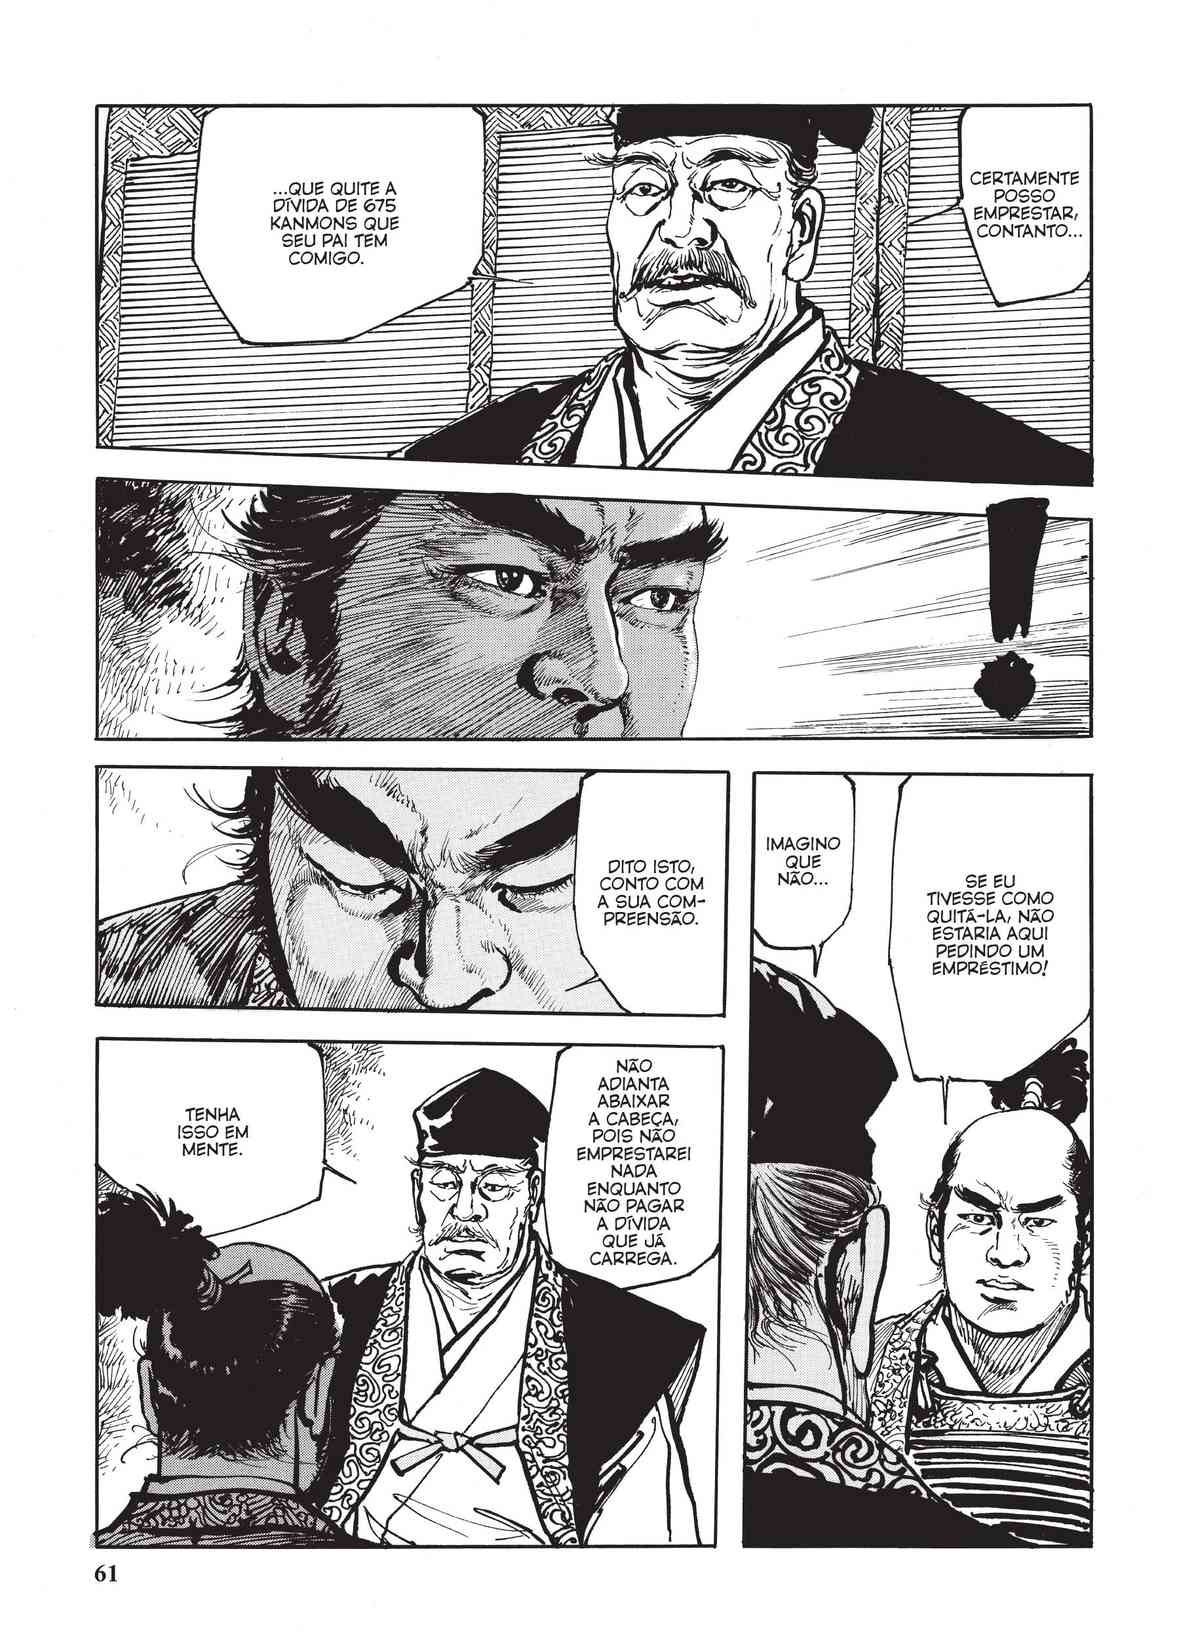 CERTAMENTE
POSSO
EMPRESTAR,
CONTANTO...
...QUE QUITE A
DÍVIDA DE 675
KANMONS QUE
SEU PAI TEM
COMIGO.
!
SE EU
TIVESSE COMO
QUITÁ-LA, NÃO
ESTARIA AQUI
PEDINDO UM
EMPRÉSTIMO!
IMAGINO
QUE
NÃO...
DITO ISTO,
CONTO COM
A SUA COM-
PREENSÃO.
NÃO
ADIANTA
ABAIXAR
A CABEÇA,
POIS NÃO
EMPRESTAREI
NADA
ENQUANTO
NÃO PAGAR
A DÍVIDA
QUE JÁ
CARREGA.
TENHA
ISSO EM
MENTE.
61